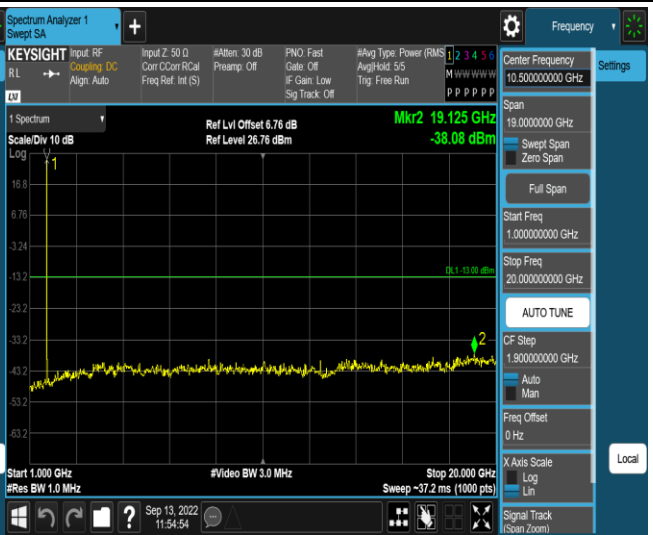 Spectrum Analyzer 1
Swept SA
Frequency
KEYSIGHT
RL
LXI
Input: RF
Coupling: DC
Align: Auto
Input Z: 50 Ω
Corr CCorr RCal
Freq Ref: Int (S)
#Atten: 30 dB
Preamp: Off
PNO: Fast
Gate: Off
IF Gain: Low
Sig Track: Off
#Avg Type: Power (RMS
Avg|Hold: 5/5
Trig: Free Run
1 2 3 4 5 6
M W W W W W
P P P P P P
1 Spectrum
Scale/Div 10 dB
Log
Ref Lvl Offset 6.76 dB
Ref Level 26.76 dBm
Mkr2 19.125 GHz
-38.08 dBm
1
16.8
6.76
-3.24
-13.2
DL1 -13.00 dBm
-23.2
-33.2
2
-43.2
-53.2
-63.2
Start 1.000 GHz
#Res BW 1.0 MHz
#Video BW 3.0 MHz
Stop 20.000 GHz
Sweep ~37.2 ms (1000 pts)
Sep 13, 2022
11:54:54
?
Center Frequency
10.500000000 GHz
Settings
Span
19.0000000 GHz
Swept Span
Zero Span
Full Span
Start Freq
1.000000000 GHz
Stop Freq
20.000000000 GHz
AUTO TUNE
CF Step
1.900000000 GHz
Auto
Man
Freq Offset
0 Hz
X Axis Scale
Log
Lin
Local
Signal Track
(Span Zoom)